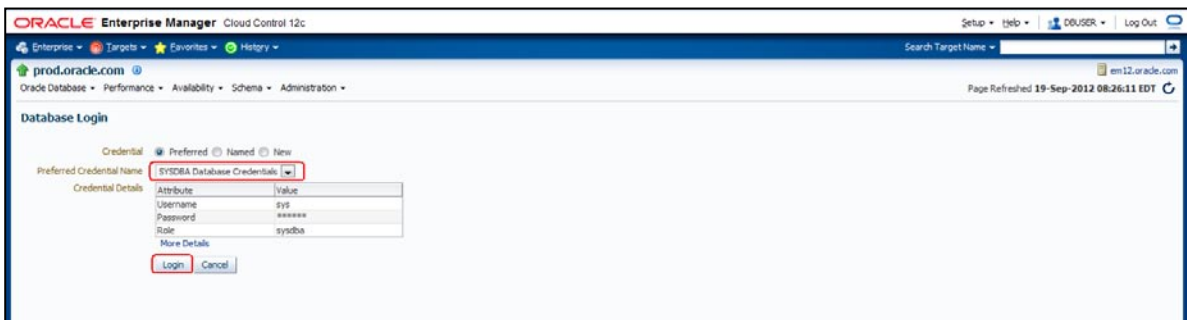 ORACLE Enterprise Manager Cloud Control 12c
Setup Help DBUSER Log Out
Enterprise Targets Favorites History
Search Target Name
prod.oracle.com
em12.oracle.com
Oracle Database Performance Availability Schema Administration
Page Refreshed 19-Sep-2012 08:26:11 EDT
Database Login
Credential Preferred Named New
Preferred Credential Name SYSDBA Database Credentials
Credential Details Attribute Value
Username sys
Password ******
Role sysdba
More Details
Login Cancel